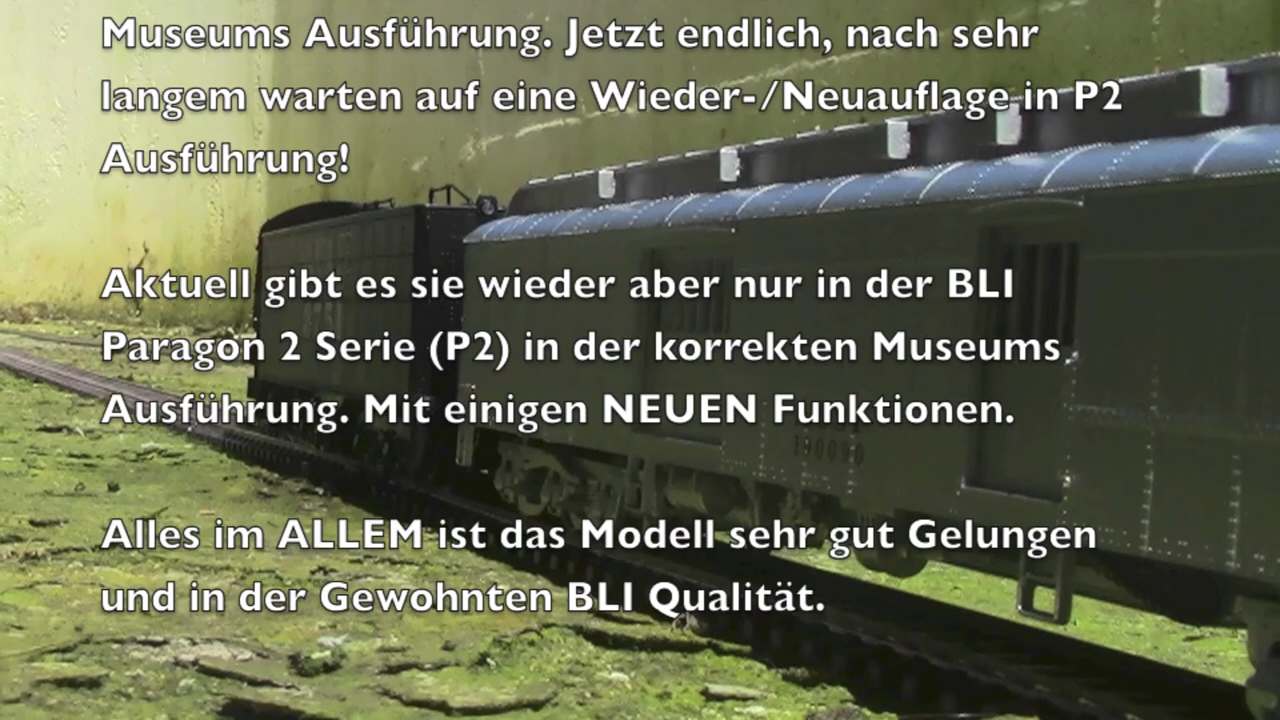 Museums Ausführung. Jetzt endlich, nach sehr
langem warten auf eine Wieder-/Neuauflage in P2
Ausführung!
Aktuell gibt es sie wieder aber nur in der BLI
Paragon 2 Serie (P2) in der korrekten Museums
Ausführung. Mit einigen NEUEN Funktionen.
Alles im ALLEM ist das Modell sehr gut Gelungen
und in der Gewohnten BLI Qualität.